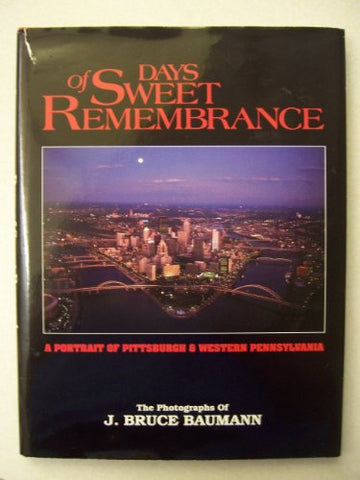 DAYS
of SWEET
REMEMBRANCE
A PORTRAIT OF PITTSBURGH & WESTERN PENNSYLVANIA
The Photographs Of
J. BRUCE BAUMANN